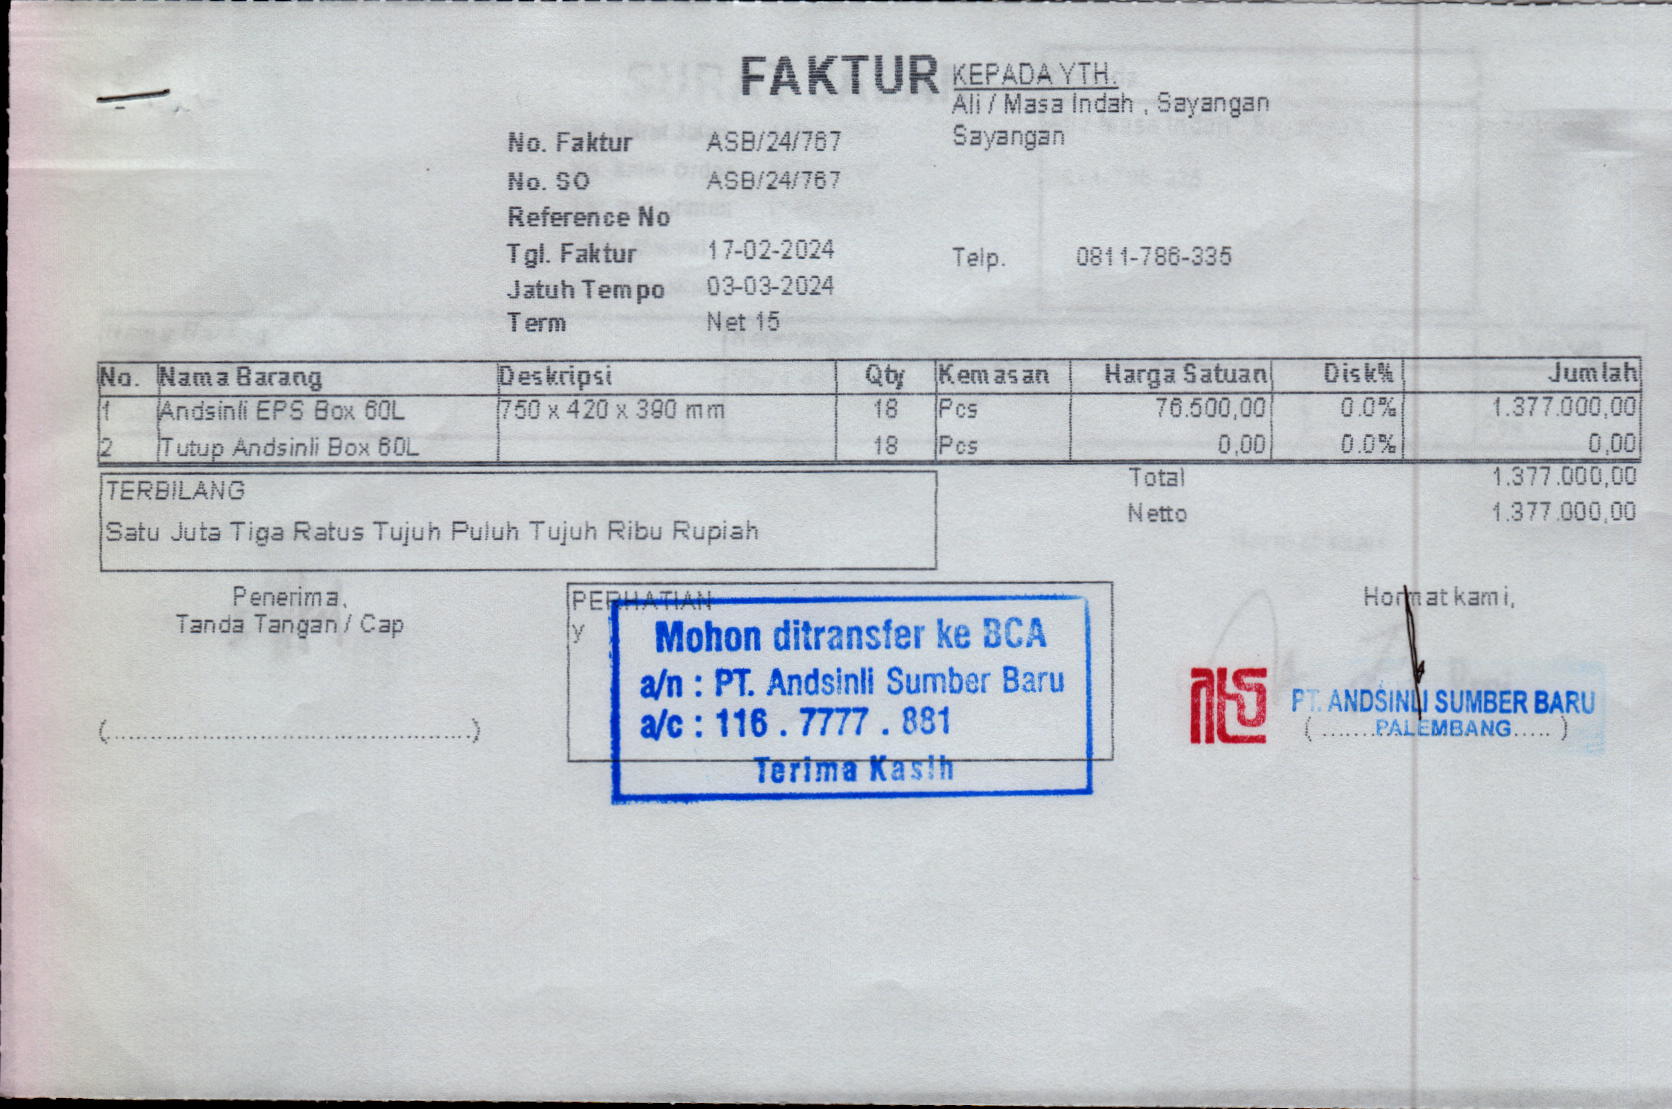 FAKTUR
KEPADA YTH.
Ali / Masa Indah , Sayangan
Sayangan
No. Faktur ASB/24/767
No. SO ASB/24/767
Reference No
Tgl. Faktur 17-02-2024
Jatuh Tempo 03-03-2024
Term Net 15
Telp. 0811-786-335
No. Nama Barang Deskripsi Qty Kemasan Harga Satuan Disk% Jumlah
1 Andsinli EPS Box 60L 750 x 420 x 390 mm 18 Pcs 76.500,00 0.0% 1.377.000,00
2 Tutup Andsinli Box 60L 18 Pcs 0,00 0.0% 0,00
TERBILANG
Satu Juta Tiga Ratus Tujuh Puluh Tujuh Ribu Rupiah
Total 1.377.000,00
Netto 1.377.000,00
Penerima,
Tanda Tangan / Cap
(............................................)
PERHATIAN
y
Mohon ditransfer ke BCA
a/n : PT. Andsinli Sumber Baru
a/c : 116 . 7777 . 881
Terima Kasih
Hormat kami,
PT. ANDSINLI SUMBER BARU
( ........PALEMBANG..... )